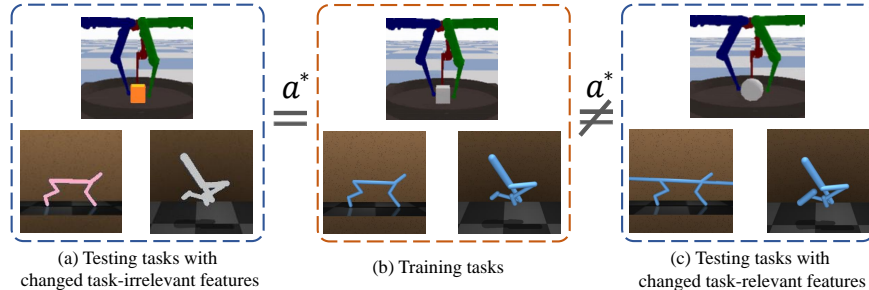 a*
=
a*
≠
(a) Testing tasks with
changed task-irrelevant features
(b) Training tasks
(c) Testing tasks with
changed task-relevant features